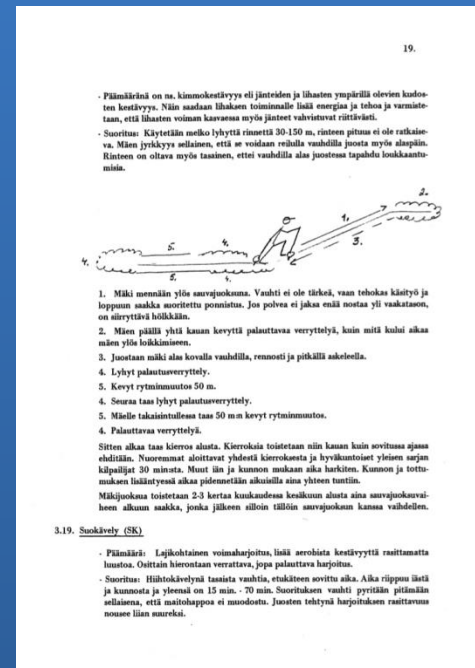 19.
- Päämääränä on ns. kimmokestävyys eli jänteiden ja lihasten ympärillä olevien kudos-
ten kestävyys. Näin saadaan lihaksen toiminnalle lisää energiaa ja tehoa ja varmiste-
taan, että lihasten voiman kasvaessa myös jänteet vahvistuvat riittävästi.
- Suoritus: Käytetään melko lyhyttä rinnettä 30-150 m, rinteen pituus ei ole ratkaise-
va. Mäen jyrkkyys sellainen, että se voidaan reilulla vauhdilla juosta myös alaspäin.
Rinteen on oltava myös tasainen, ettei vauhdilla alas juostessa tapahdu loukkaantu-
misia.
2.
1.
3.
5.
4.
4.
5.
4.
1. Mäki mennään ylös sauvajuoksuna. Vauhti ei ole tärkeä, vaan tehokas käsityö ja
loppuun saakka suoritettu ponnistus. Jos polvea ei jaksa enää nostaa yli vaakatason,
on siirryttävä hölkkään.
2. Mäen päällä yhtä kauan kevyttä palauttavaa verryttelyä, kuin mitä kului aikaa
mäen ylös loikkimiseen.
3. Juostaan mäki alas kovalla vauhdilla, rennosti ja pitkällä askeleella.
4. Lyhyt palautusverryttely.
5. Kevyt rytminmuutos 50 m.
4. Seuraa taas lyhyt palautusverryttely.
5. Mäelle takaisintullessa taas 50 m:n kevyt rytminmuutos.
4. Palauttavaa verryttelyä.
Sitten alkaa taas kierros alusta. Kierroksia toistetaan niin kauan kuin sovitussa ajassa
ehditään. Nuoremmat aloittavat yhdestä kierroksesta ja hyväkuntoiset yleisen sarjan
kilpailijat 30 min:sta. Muut iän ja kunnon mukaan aika harkiten. Kunnon ja tottu-
muksen lisääntyessä aikaa pidennetään aikuisilla aina yhteen tuntiin.
Mäkijuoksua toistetaan 2-3 kertaa kuukaudessa kesäkuun alusta aina sauvajuoksuvai-
heen alkuun saakka, jonka jälkeen silloin tällöin sauvajuoksun kanssa vaihdellen.
3.19. Suokävely (SK)
- Päämäärä: Lajikohtainen voimaharjoitus, lisää aerobista kestävyyttä rasittamatta
luustoa. Osittain hierontaan verrattava, jopa palauttava harjoitus.
- Suoritus: Hiihtokävelynä tasaista vauhtia, etukäteen sovittu aika. Aika riippuu iästä
ja kunnosta ja yleensä on 15 min. - 70 min. Suorituksen vauhti pyritään pitämään
sellaisena, että maitohappoa ei muodostu. Juosten tehtynä harjoituksen rasittavuus
nousee liian suureksi.